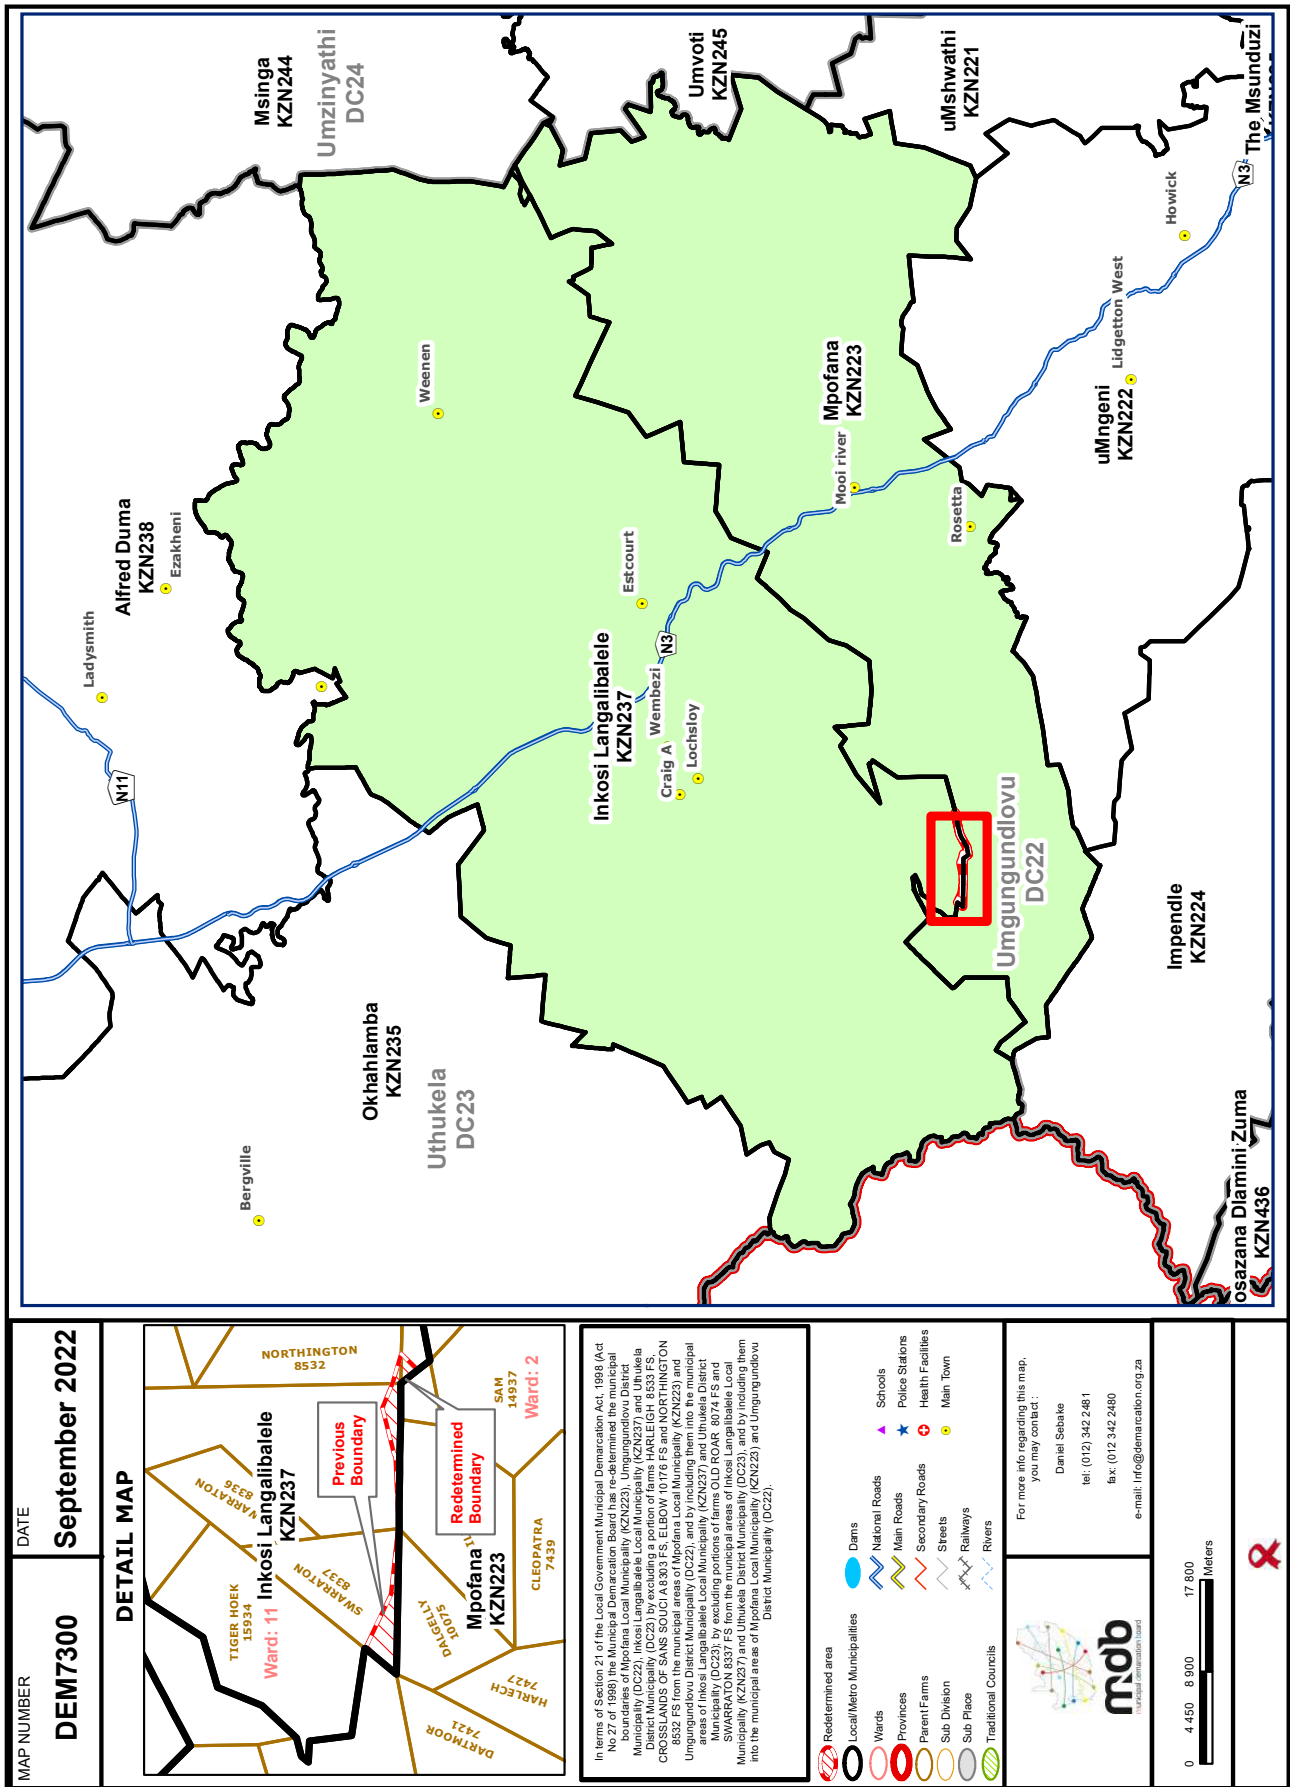 MAP NUMBER
DEM7300
DATE
September 2022
DETAIL MAP
NORTHINGTON
8532
SAM
14937
Ward: 2
WARRATON
8336
Inkosi Langalibalele
KZN237
Previous
Boundary
Redetermined
Boundary
SWARRATON
8337
TIGER HOEK
15934
Ward: 11
Mpofana
KZN223
CLEOPATRA
7439
DALGELY
10075
HARLECH
7427
DARTMOOR
7421
In terms of Section 21 of the Local Government Municipal Demarcation Act, 1998 (Act
No 27 of 1998) the Municipal Demarcation Board has re-determined the municipal
boundaries of Mpofana Local Municipality (KZN223), Umgungundlovu District
Municipality (DC22), Inkosi Langalibalele Local Municipality (KZN237) and Uthukela
District Municipality (DC23) by excluding a portion of farms HARLEIGH 8533 FS,
CROSSLANDS OF SANS SOUCI A 8303 FS, ELBOW 10176 FS and NORTHINGTON
8532 FS from the municipal areas of Mpofana Local Municipality (KZN223) and
Umgungundlovu District Municipality (DC22), and by including them into the municipal
areas of Inkosi Langalibalele Local Municipality (KZN237) and Uthukela District
Municipality (DC23); by excluding portions of farms OLD ROAR 8074 FS and
SWARRATON 8337 FS from the municipal areas of Inkosi Langalibalele Local
Municipality (KZN237) and Uthukela District Municipality (DC23), and by including them
into the municipal areas of Mpofana Local Municipality (KZN223) and Umgungundlovu
District Municipality (DC22).
Redetermined area
Local/Metro Municipalities
Wards
Provinces
Parent Farms
Sub Division
Sub Place
Traditional Councils
Dams
National Roads
Main Roads
Secondary Roads
Streets
Railways
Rivers
Schools
Police Stations
Health Facilities
Main Town
mdb
municipal demarcation board
For more info regarding this map,
you may contact :
Daniel Sebake
tel: (012) 342 2481
fax: (012 342 2480
e-mail: Info@demarcation.org.za
0 4 450 8 900 17 800
Meters
Msinga
KZN244
Umzinyathi
DC24
Umvoti
KZN245
uMshwathi
KZN221
The Msunduzi
N3
Howick
Lidgetton West
uMngeni
KZN222
Weenen
Mpofana
KZN223
Mooi river
Rosetta
Alfred Duma
KZN238
Ezakheni
Ladysmith
N11
Estcourt
N3
Inkosi Langalibalele
KZN237
Wembezi
Craig A
Lochsloy
Umgungundlovu
DC22
Impendle
KZN224
Okhahlamba
KZN235
Uthukela
DC23
Bergville
osazana Dlamini Zuma
KZN436